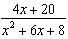 4x + 20
x² + 6x + 8